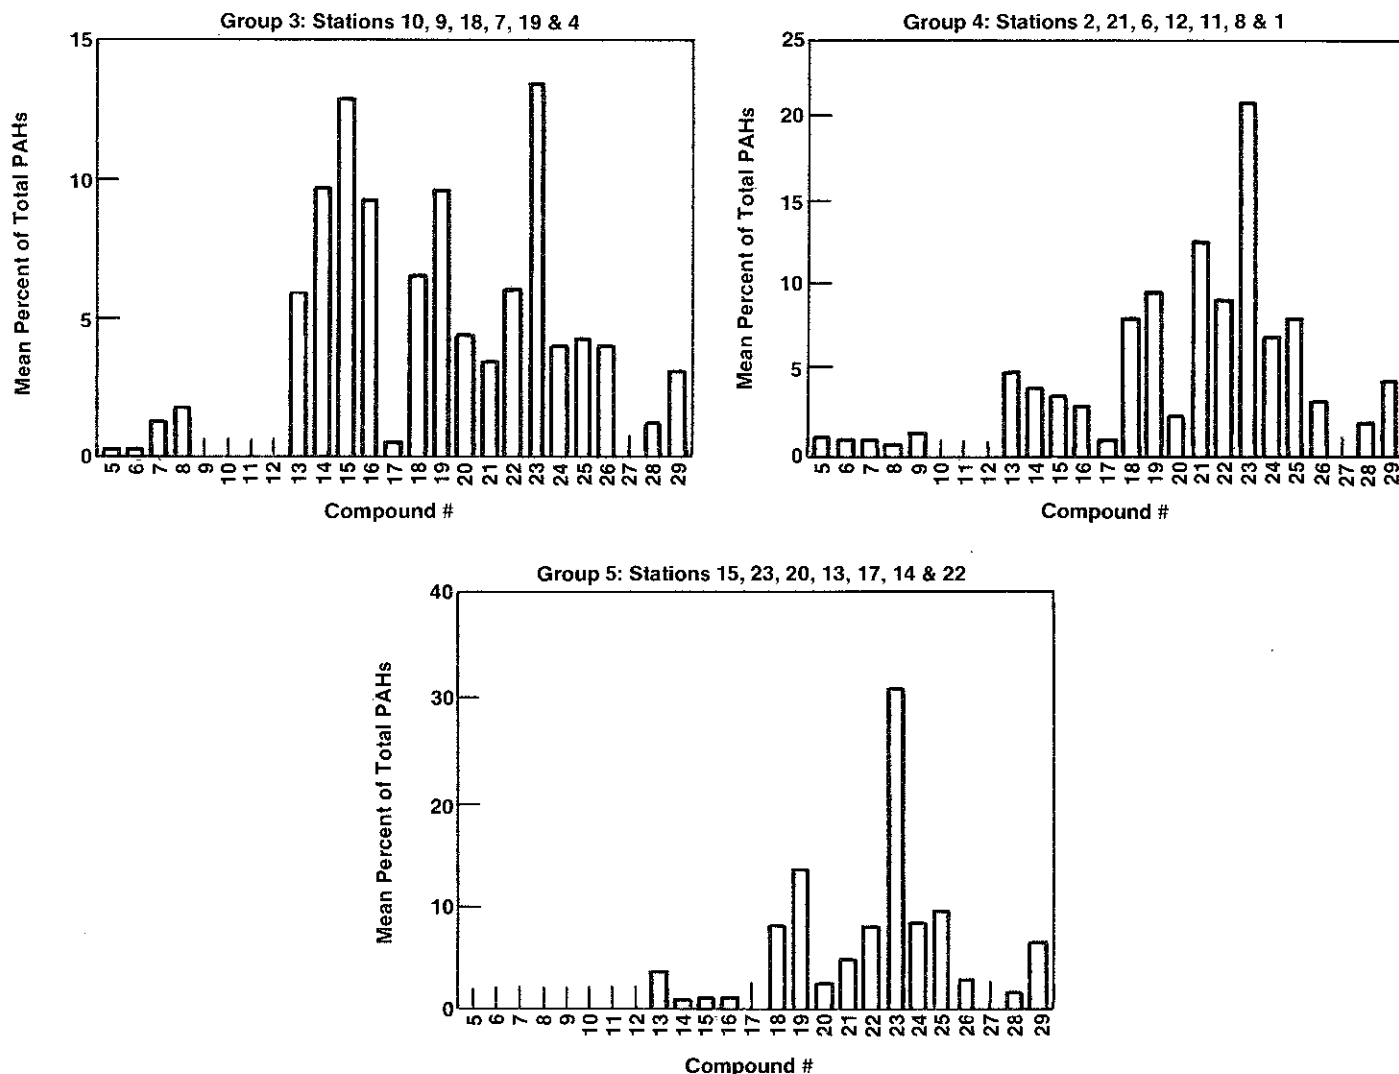 Group 3: Stations 10, 9, 18, 7, 19 & 4
15
10
5
0
Mean Percent of Total PAHs
5 6 7 8 9 10 11 12 13 14 15 16 17 18 19 20 21 22 23 24 25 26 27 28 29
Compound #
Group 4: Stations 2, 21, 6, 12, 11, 8 & 1
25
20
15
10
5
0
Mean Percent of Total PAHs
5 6 7 8 9 10 11 12 13 14 15 16 17 18 19 20 21 22 23 24 25 26 27 28 29
Compound #
Group 5: Stations 15, 23, 20, 13, 17, 14 & 22
40
30
20
10
0
Mean Percent of Total PAHs
5 6 7 8 9 10 11 12 13 14 15 16 17 18 19 20 21 22 23 24 25 26 27 28 29
Compound #